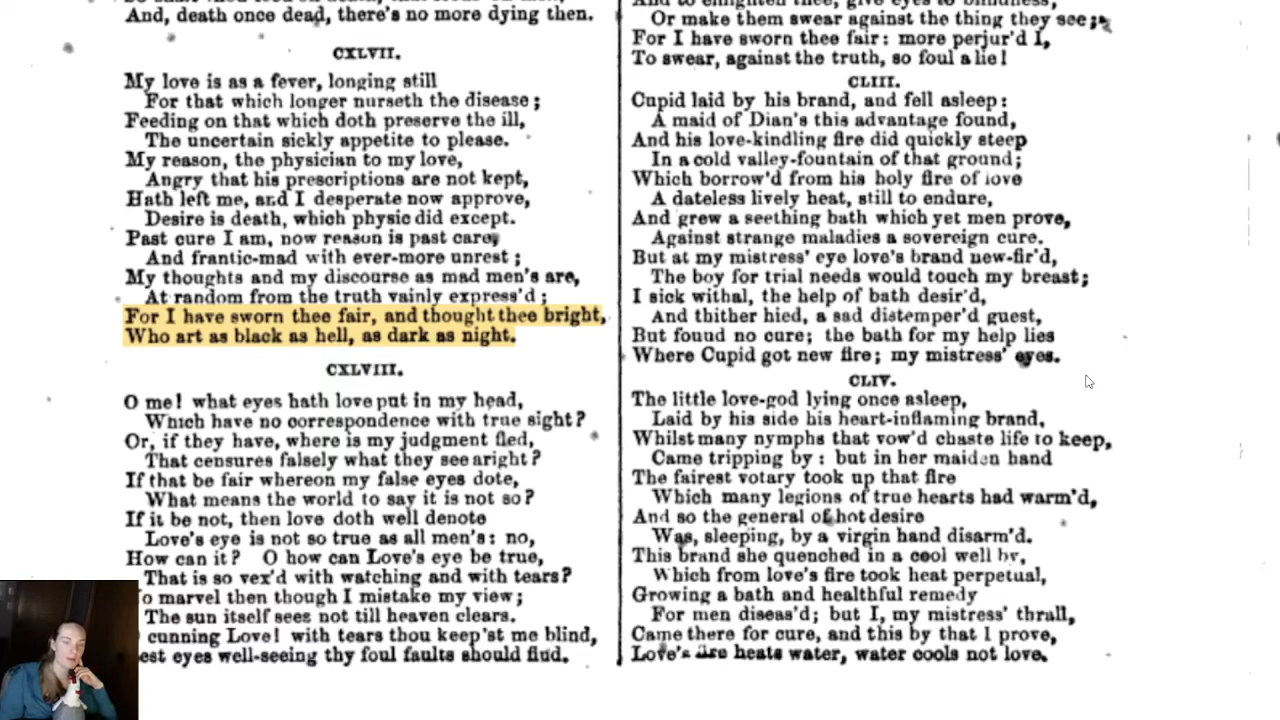 And, death once dead, there's no more dying then.
CXLVII.
My love is as a fever, longing still
For that which longer nurseth the disease;
Feeding on that which doth preserve the ill,
The uncertain sickly appetite to please.
My reason, the physician to my love,
Angry that his prescriptions are not kept,
Hath left me, and I desperate now approve,
Desire is death, which physic did except.
Past cure I am, now reason is past care,
And frantic-mad with ever-more unrest;
My thoughts and my discourse as mad men's are,
At random from the truth vainly express'd;
For I have sworn thee fair, and thought thee bright,
Who art as black as hell, as dark as night.
CXLVIII.
O me! what eyes hath love put in my head,
Which have no correspondence with true sight?
Or, if they have, where is my judgment fled,
That censures falsely what they see aright?
If that be fair whereon my false eyes dote,
What means the world to say it is not so?
If it be not, then love doth well denote
Love's eye is not so true as all men's: no,
How can it? O how can Love's eye be true,
That is so vex'd with watching and with tears?
marvel then though I mistake my view;
The sun itself sees not till heaven clears.
cunning Love! with tears thou keep'st me blind,
eyes well-seeing thy foul faults should find.
Or make them swear against the thing they see;
For I have sworn thee fair: more perjur'd I,
To swear, against the truth, so foul a lie!
CLIII.
Cupid laid by his brand, and fell asleep:
A maid of Dian's this advantage found,
And his love-kindling fire did quickly steep
In a cold valley-fountain of that ground;
Which borrow'd from his holy fire of love
A dateless lively heat, still to endure,
And grew a seething bath which yet men prove,
Against strange maladies a sovereign cure.
But at my mistress' eye love's brand new-fir'd,
The boy for trial needs would touch my breast;
I sick withal, the help of bath desir'd,
And thither hied, a sad distemper'd guest,
But found no cure; the bath for my help lies
Where Cupid got new fire; my mistress' eyes.
CLIV.
The little love-god lying once asleep,
Laid by his side his heart-inflaming brand,
Whilst many nymphs that vow'd chaste life to keep,
Came tripping by: but in her maiden hand
The fairest votary took up that fire
Which many legions of true hearts had warm'd,
And so the general of hot desire
Was, sleeping, by a virgin hand disarm'd.
This brand she quenched in a cool well by,
Which from love's fire took heat perpetual,
Growing a bath and healthful remedy
For men diseas'd; but I, my mistress' thrall,
Came there for cure, and this by that I prove,
Love's fire heats water, water cools not love.